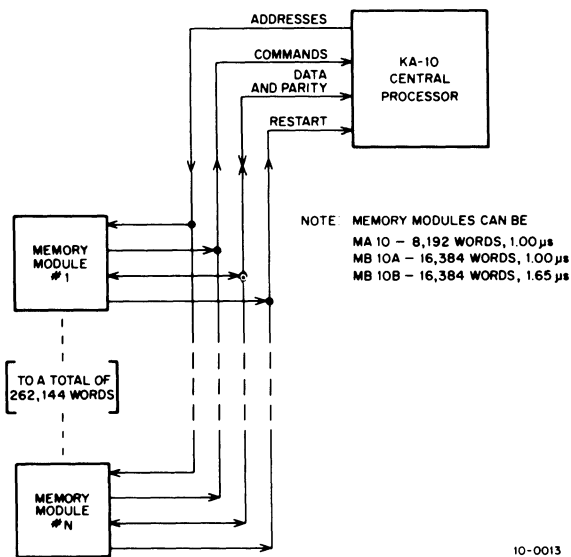 ADDRESSES
COMMANDS
DATA
AND PARITY
RESTART
KA-10
CENTRAL
PROCESSOR
NOTE: MEMORY MODULES CAN BE
MA 10 – 8,192 WORDS, 1.00 µs
MB 10A – 16,384 WORDS, 1.00 µs
MB 10B – 16,384 WORDS, 1.65 µs
MEMORY
MODULE
#1
TO A TOTAL OF
262,144 WORDS
MEMORY
MODULE
#N
10-0013